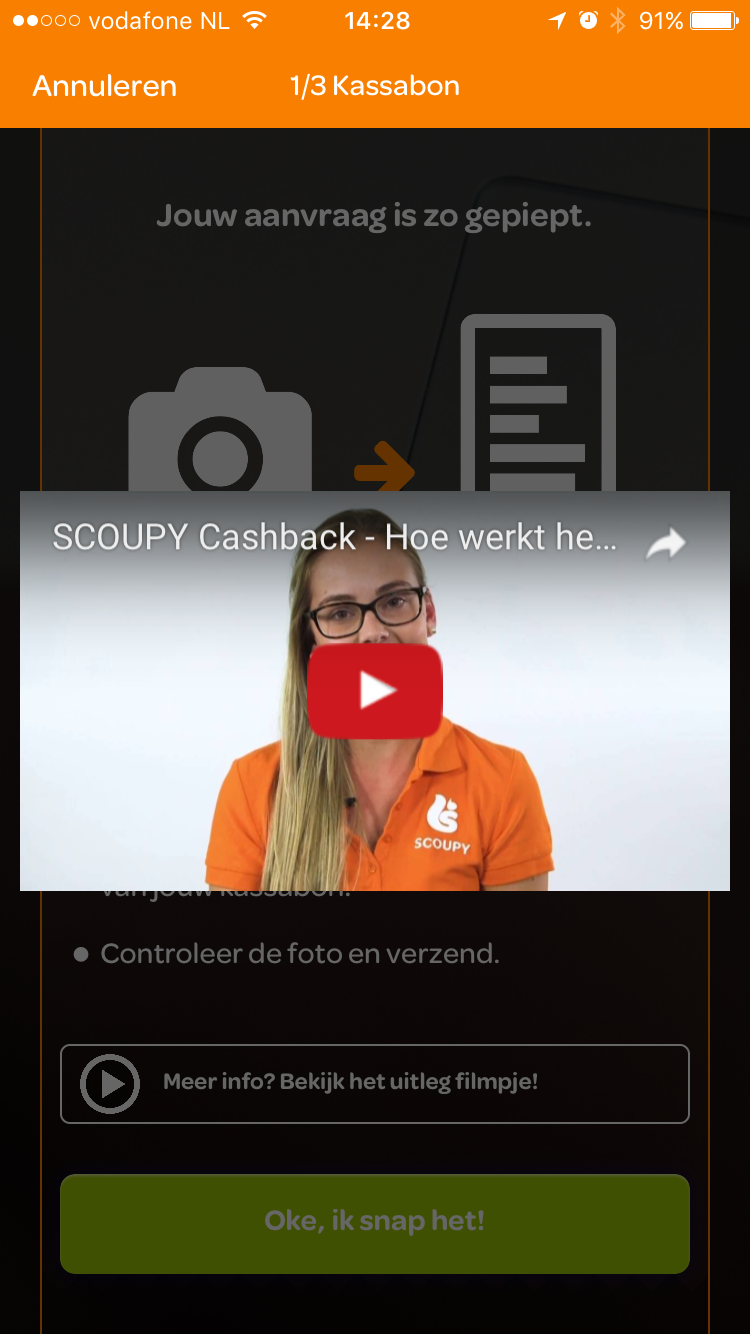 vodafone NL 14:28 91%
Annuleren 1/3 Kassabon
Jouw aanvraag is zo gepiept.
SCOUPY Cashback - Hoe werkt he...
SCOUPY
van jouw kassabon.
Controleer de foto en verzend.
Meer info? Bekijk het uitleg filmpje!
Oke, ik snap het!